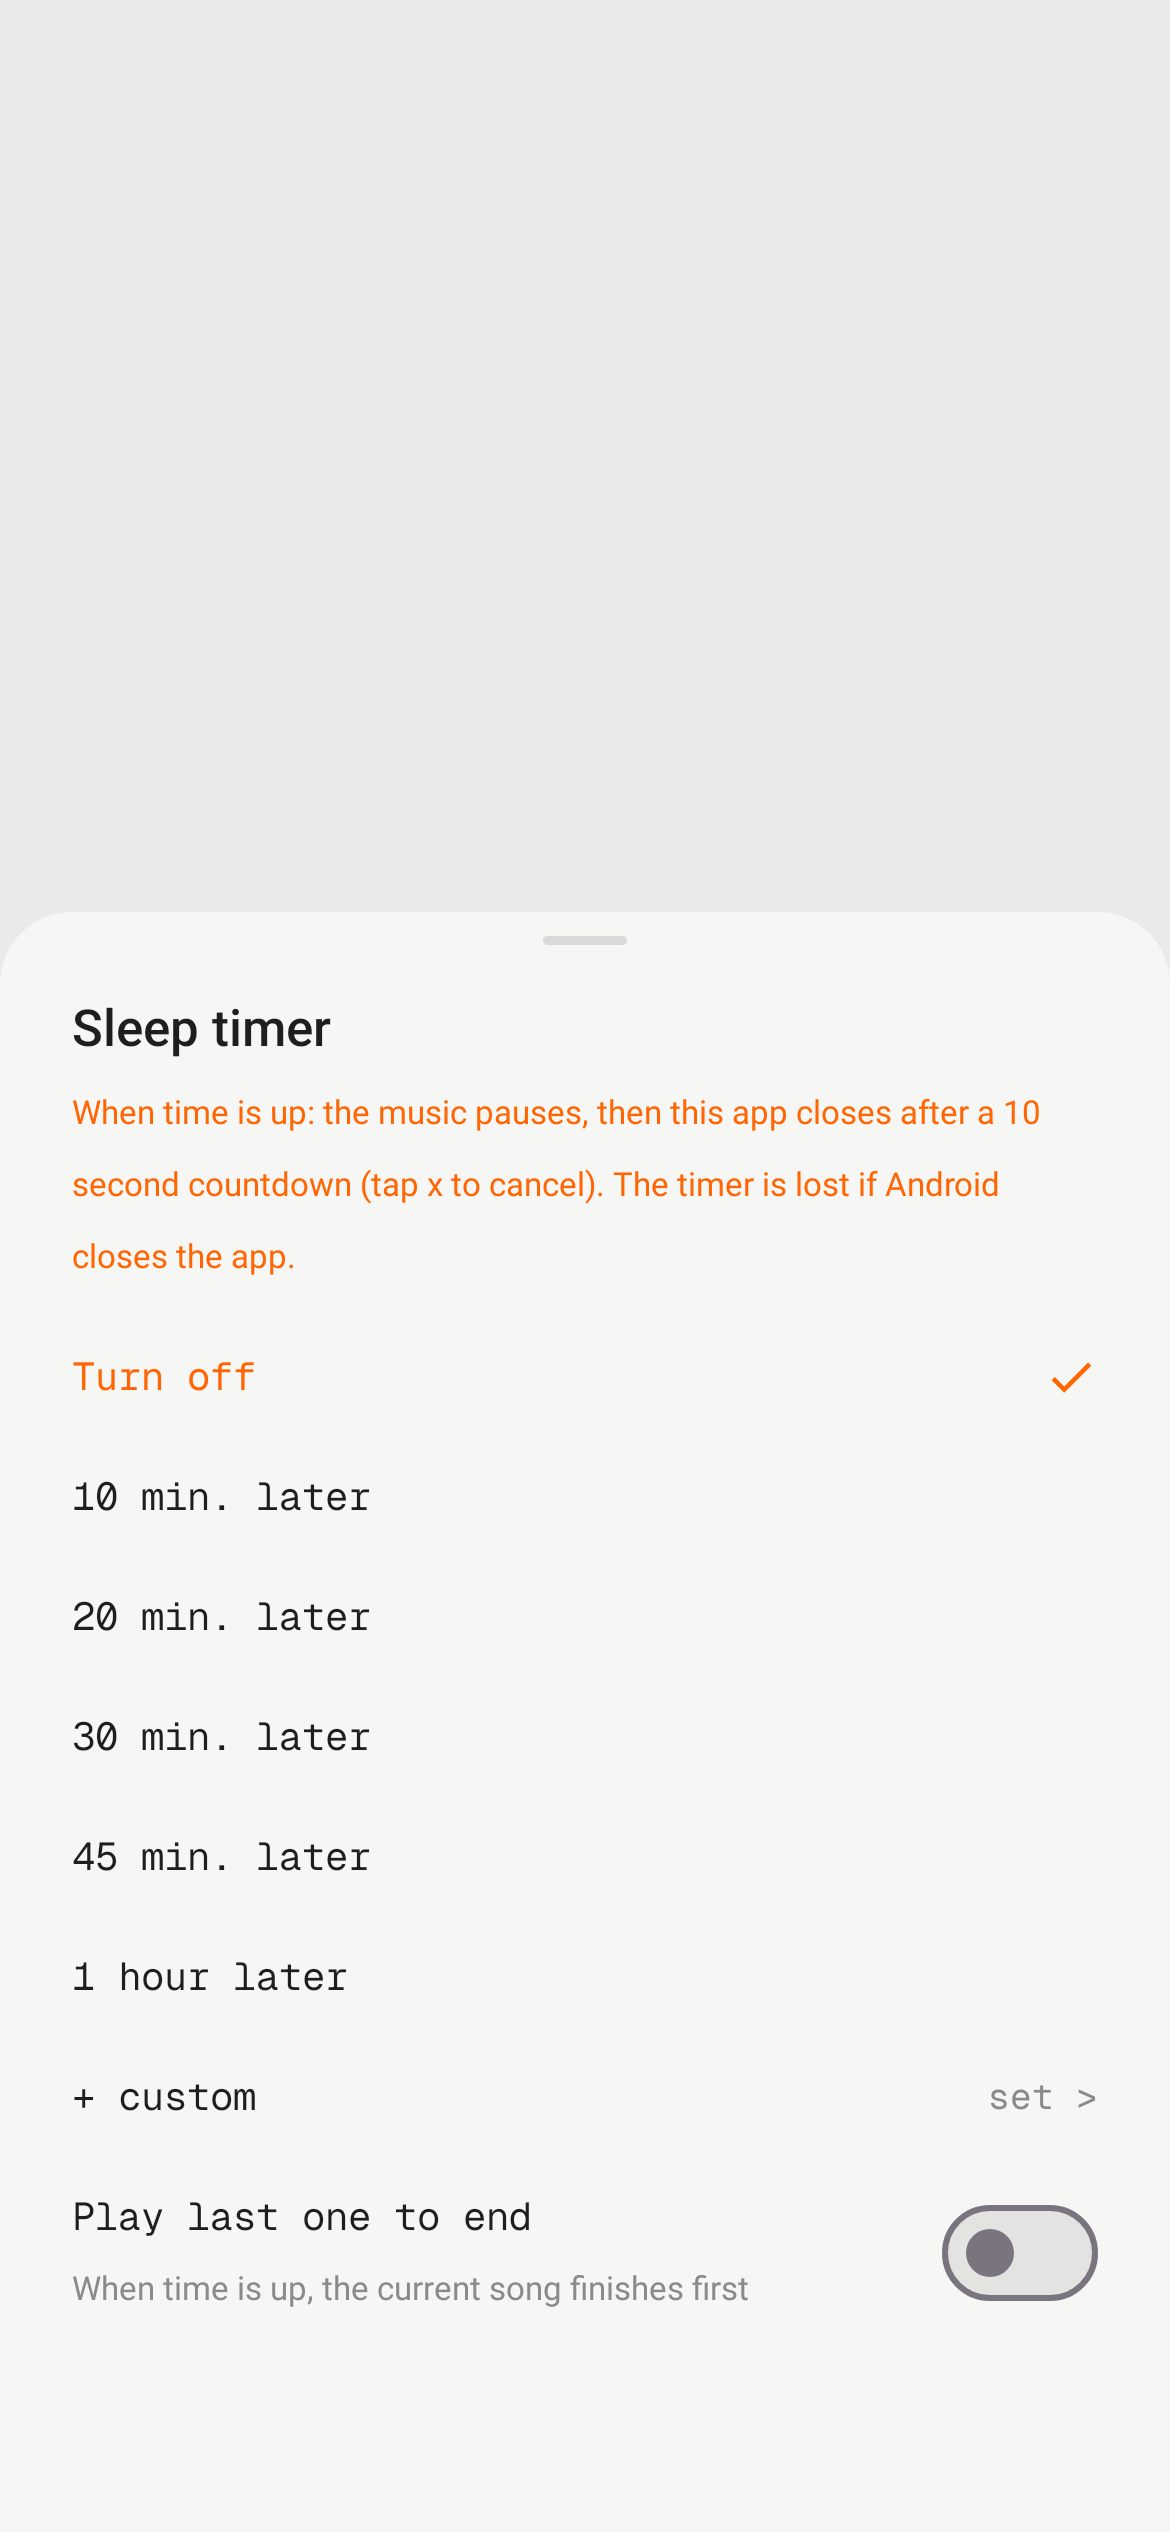 Sleep timer
When time is up: the music pauses, then this app closes after a 10
second countdown (tap x to cancel). The timer is lost if Android
closes the app.
Turn off
10 min. later
20 min. later
30 min. later
45 min. later
1 hour later
+ custom set >
Play last one to end
When time is up, the current song finishes first